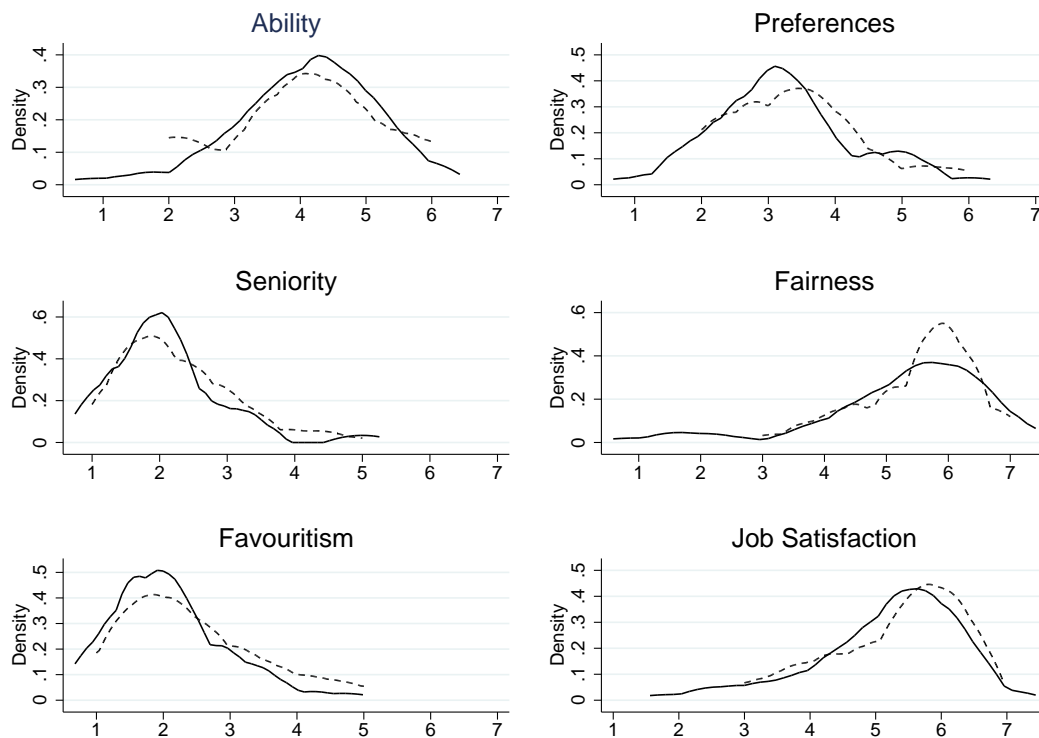 Ability
Density
0 .1 .2 .3 .4
1 2 3 4 5 6 7
Preferences
Density
0 .1 .2 .3 .4 .5
1 2 3 4 5 6 7
Seniority
Density
0 .2 .4 .6
1 2 3 4 5 6 7
Fairness
Density
0 .2 .4 .6
1 2 3 4 5 6 7
Favouritism
Density
0 .1 .2 .3 .4 .5
1 2 3 4 5 6 7
Job Satisfaction
Density
0 .1 .2 .3 .4 .5
1 2 3 4 5 6 7